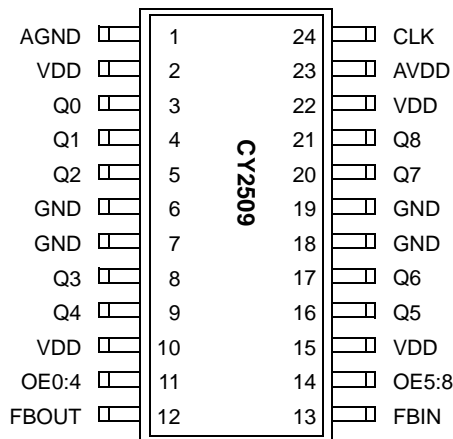 AGND 1 24 CLK
VDD 2 23 AVDD
Q0 3 22 VDD
Q1 4 21 Q8
Q2 5 20 Q7
GND 6 19 GND
GND 7 18 GND
Q3 8 17 Q6
Q4 9 16 Q5
VDD 10 15 VDD
OE0:4 11 14 OE5:8
FBOUT 12 13 FBIN
CY2509